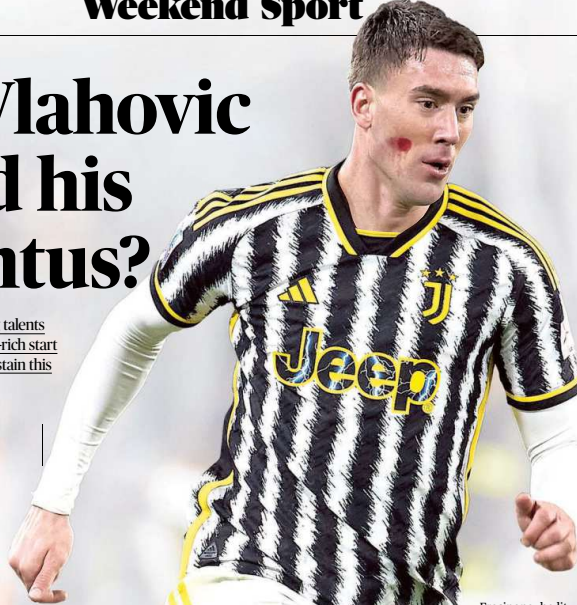 Weekend Sport
Vlahovic
d his
ntus?
talents
-rich start
stain this
Jeep